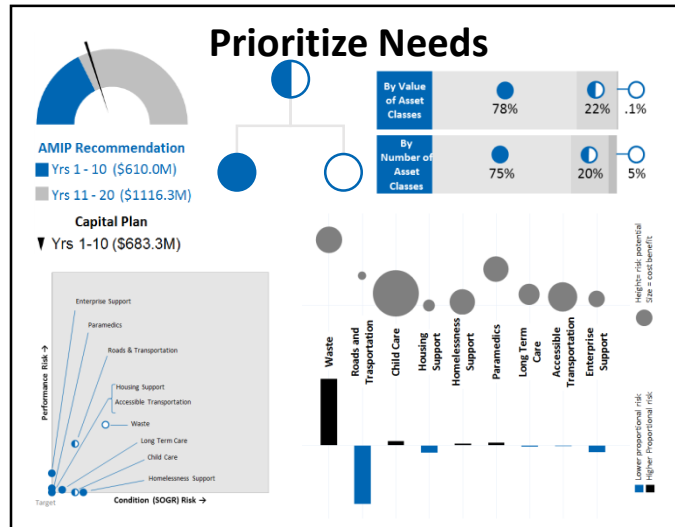 Prioritize Needs
AMIP Recommendation
Yrs 1 - 10 ($610.0M)
Yrs 11 - 20 ($1116.3M)
Capital Plan
Yrs 1-10 ($683.3M)
By Value
of Asset
Classes
78%
22%
.1%
By
Number of
Asset
Classes
75%
20%
5%
Performance Risk →
Enterprise Support
Paramedics
Roads & Transportation
Housing Support
Accessible Transportation
Waste
Long Term Care
Child Care
Homelessness Support
Target
Condition (SOGR) Risk →
Height= risk potential
Size = cost benefit
Waste
Roads and
Trasportation
Child Care
Housing
Support
Homelessness
Support
Paramedics
Long Term
Care
Accessible
Transportation
Enterprise
Support
Lower proportional risk:
Higher Proportional risk: